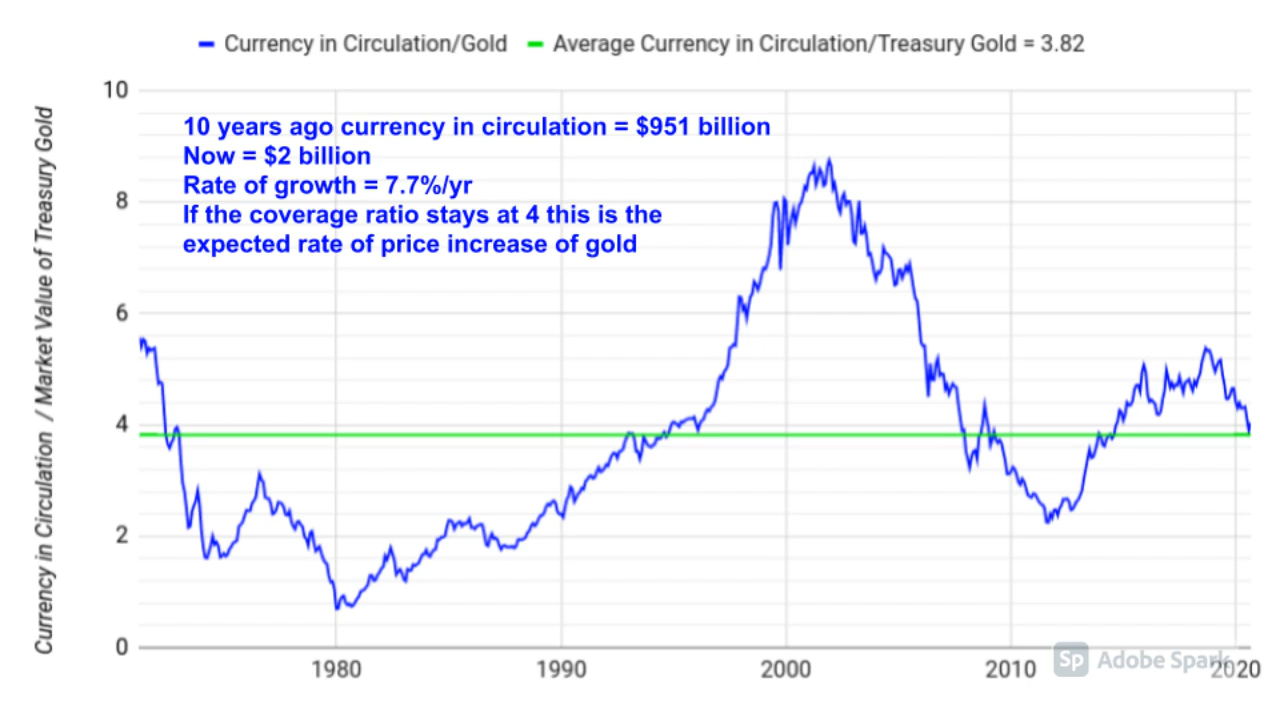 Currency in Circulation/Gold
Average Currency in Circulation/Treasury Gold = 3.82
Currency in Circulation / Market Value of Treasury Gold
10
8
6
4
2
0
10 years ago currency in circulation = $951 billion
Now = $2 billion
Rate of growth = 7.7%/yr
If the coverage ratio stays at 4 this is the
expected rate of price increase of gold
1980
1990
2000
2010
2020
Sp Adobe Spark